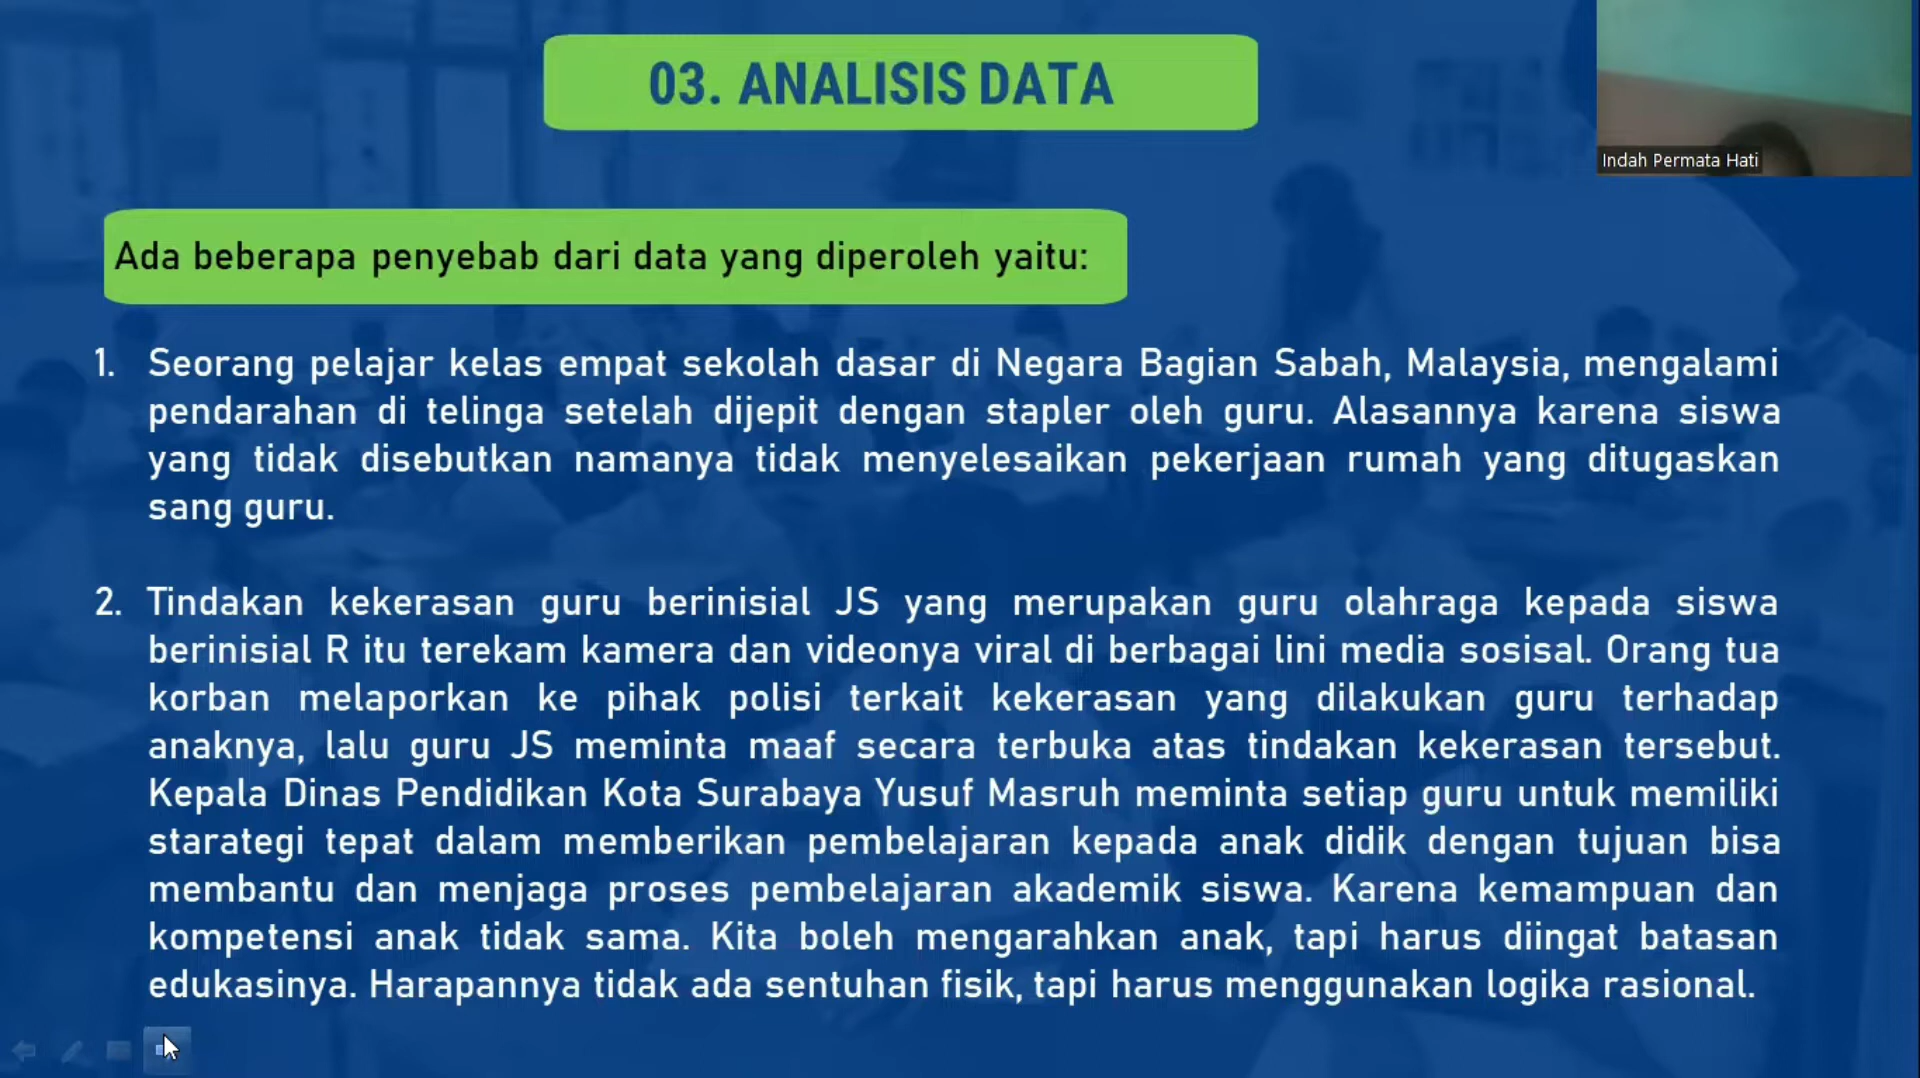 03. ANALISIS DATA
Indah Permata Hati
Ada beberapa penyebab dari data yang diperoleh yaitu:
1. Seorang pelajar kelas empat sekolah dasar di Negara Bagian Sabah, Malaysia, mengalami
pendarahan di telinga setelah dijepit dengan stapler oleh guru. Alasannya karena siswa
yang tidak disebutkan namanya tidak menyelesaikan pekerjaan rumah yang ditugaskan
sang guru.
2. Tindakan kekerasan guru berinisial JS yang merupakan guru olahraga kepada siswa
berinisial R itu terekam kamera dan videonya viral di berbagai lini media sosisal. Orang tua
korban melaporkan ke pihak polisi terkait kekerasan yang dilakukan guru terhadap
anaknya, lalu guru JS meminta maaf secara terbuka atas tindakan kekerasan tersebut.
Kepala Dinas Pendidikan Kota Surabaya Yusuf Masruh meminta setiap guru untuk memiliki
starategi tepat dalam memberikan pembelajaran kepada anak didik dengan tujuan bisa
membantu dan menjaga proses pembelajaran akademik siswa. Karena kemampuan dan
kompetensi anak tidak sama. Kita boleh mengarahkan anak, tapi harus diingat batasan
edukasinya. Harapannya tidak ada sentuhan fisik, tapi harus menggunakan logika rasional.